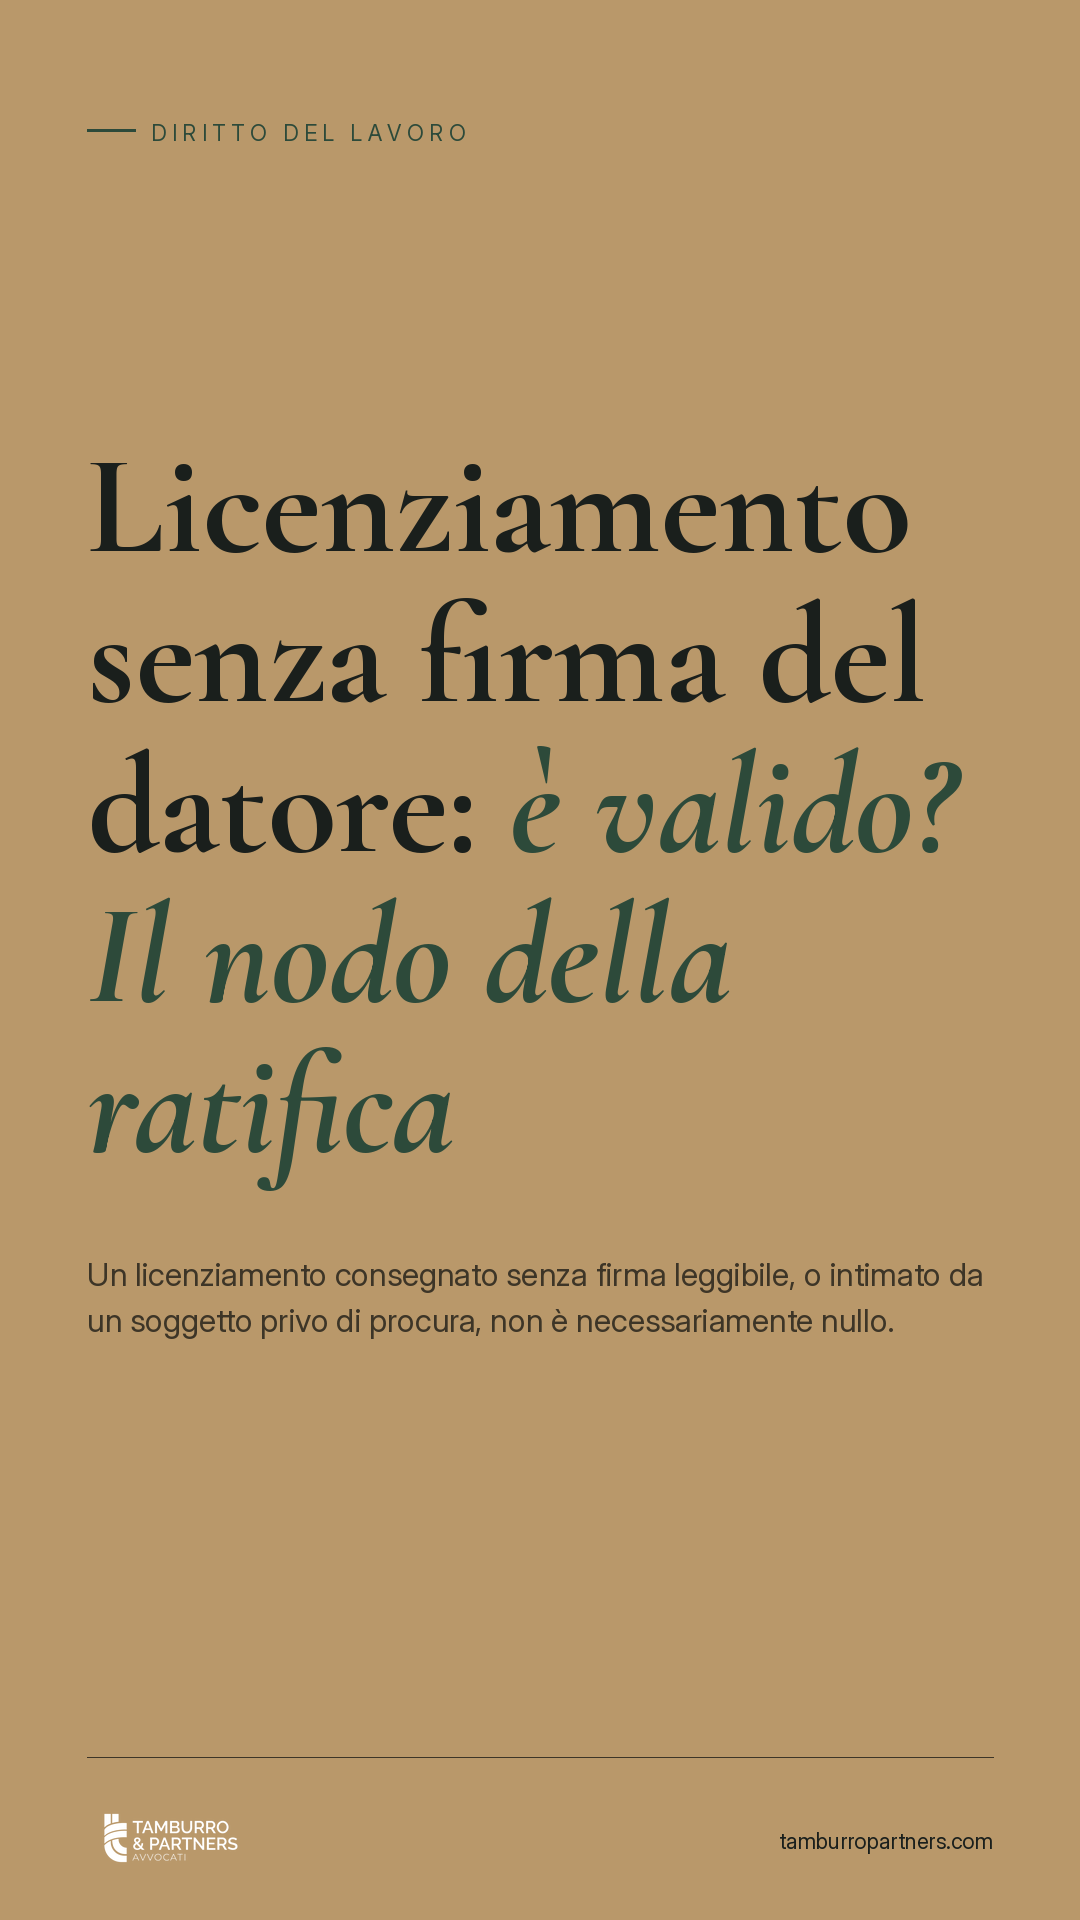 DIRITTO DEL LAVORO
Licenziamento
senza firma del
datore: è valido?
Il nodo della
ratifica
Un licenziamento consegnato senza firma leggibile, o intimato da
un soggetto privo di procura, non è necessariamente nullo.
TAMBURRO
& PARTNERS
AVVOCATI
tamburropartners.com